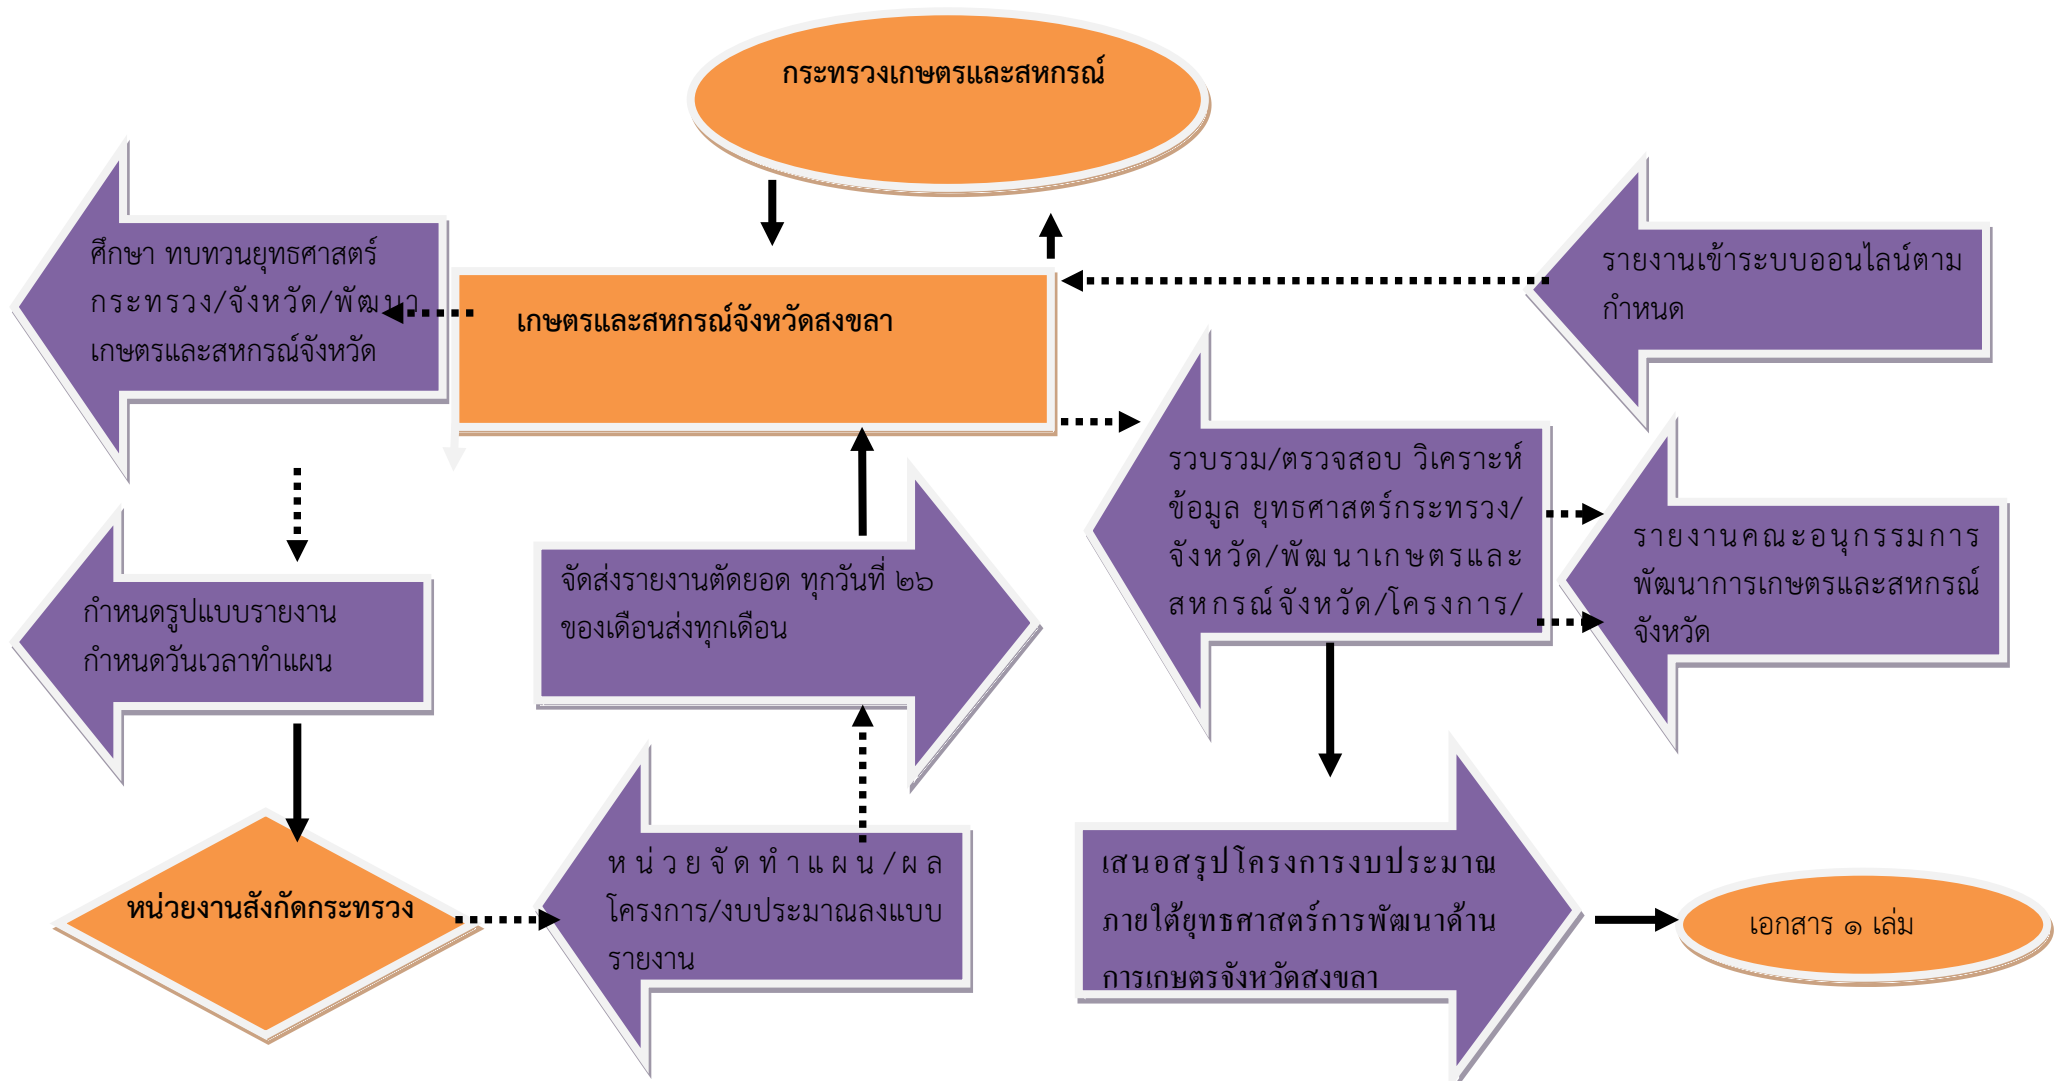 กระทรวงเกษตรและสหกรณ์
ศึกษา ทบทวนยุทธศาสตร์
กระทรวง/จังหวัด/พัฒนา
เกษตรและสหกรณ์จังหวัด
เกษตรและสหกรณ์จังหวัดสงขลา
รายงานเข้าระบบออนไลน์ตาม
กำหนด
รวบรวม/ตรวจสอบ วิเคราะห์
ข้อมูล ยุทธศาสตร์กระทรวง/
จังหวัด/พัฒนาเกษตรและ
สหกรณ์จังหวัด/โครงการ/
รายงานคณะอนุกรรมการ
พัฒนาการเกษตรและสหกรณ์
จังหวัด
กำหนดรูปแบบรายงาน
กำหนดวันเวลาทำแผน
จัดส่งรายงานตัดยอด ทุกวันที่ ๒๖
ของเดือนส่งทุกเดือน
หน่วยงานสังกัดกระทรวง
หน่วยจัดทำแผน/ผล
โครงการ/งบประมาณลงแบบ
รายงาน
เสนอสรุปโครงการงบประมาณ
ภายใต้ยุทธศาสตร์การพัฒนาด้าน
การเกษตรจังหวัดสงขลา
เอกสาร ๑ เล่ม